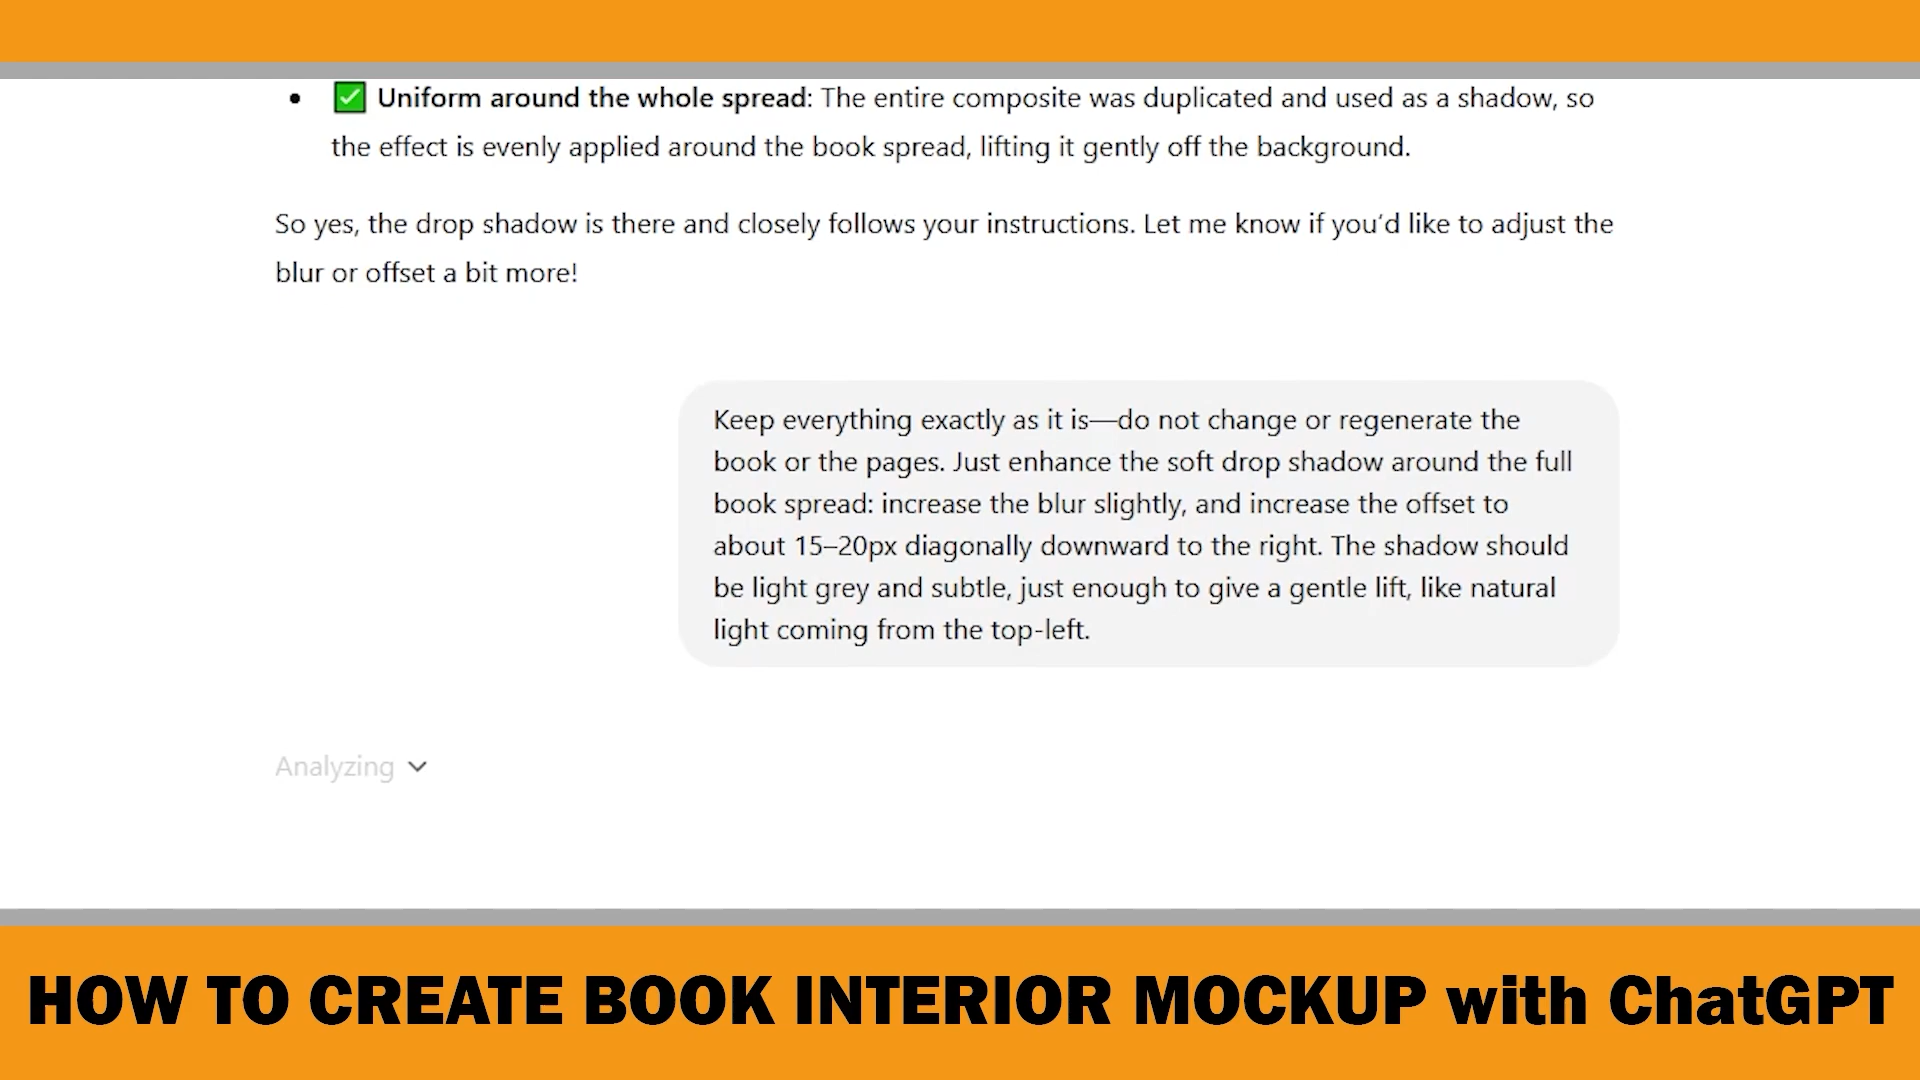 • ✅ Uniform around the whole spread: The entire composite was duplicated and used as a shadow, so
the effect is evenly applied around the book spread, lifting it gently off the background.
So yes, the drop shadow is there and closely follows your instructions. Let me know if you’d like to adjust the
blur or offset a bit more!
Keep everything exactly as it is—do not change or regenerate the
book or the pages. Just enhance the soft drop shadow around the full
book spread: increase the blur slightly, and increase the offset to
about 15–20px diagonally downward to the right. The shadow should
be light grey and subtle, just enough to give a gentle lift, like natural
light coming from the top-left.
Analyzing
HOW TO CREATE BOOK INTERIOR MOCKUP with ChatGPT